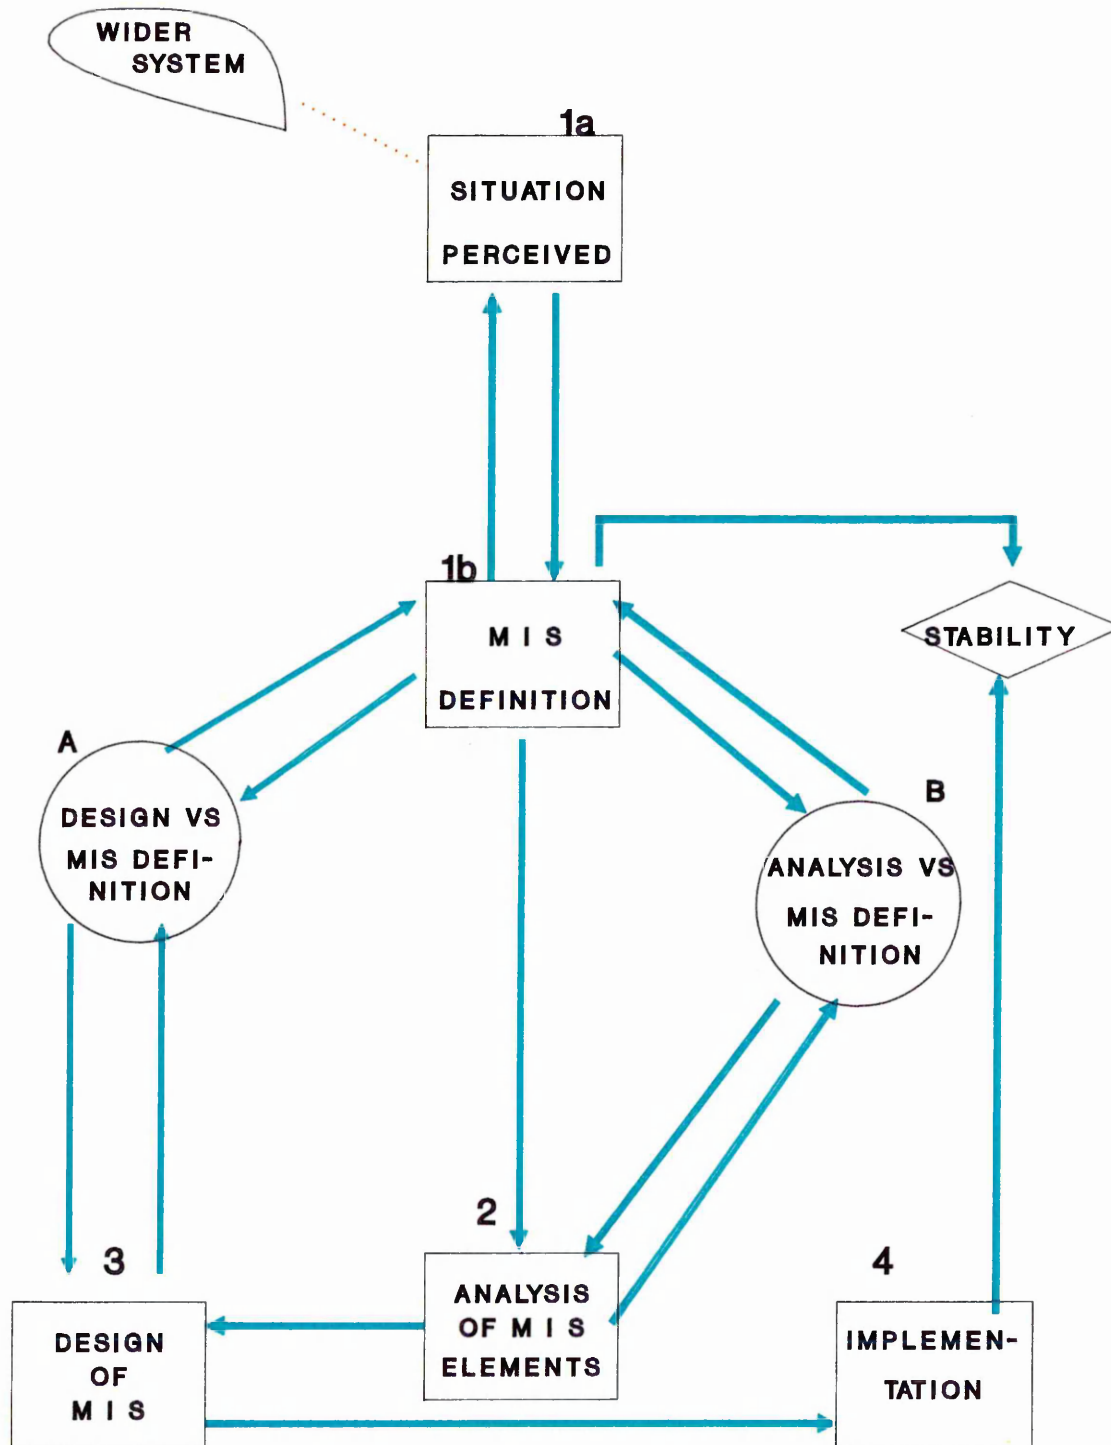 WIDER
SYSTEM
1a
SITUATION
PERCEIVED
1b
M I S
DEFINITION
STABILITY
A
DESIGN VS
MIS DEFI-
NITION
B
ANALYSIS VS
MIS DEFI-
NITION
2
ANALYSIS
OF M I S
ELEMENTS
3
DESIGN
OF
M I S
4
IMPLEMEN-
TATION